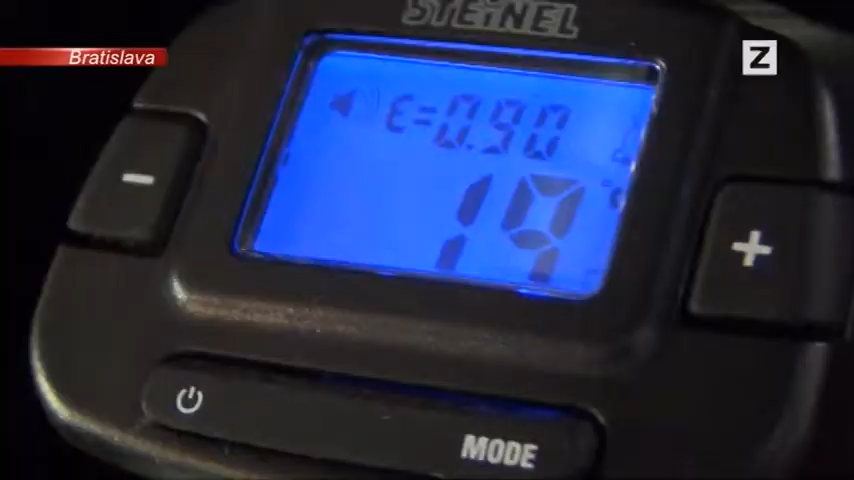 STEiNEL
Bratislava
Z
ε=0.90
19 °C
-
+
MODE